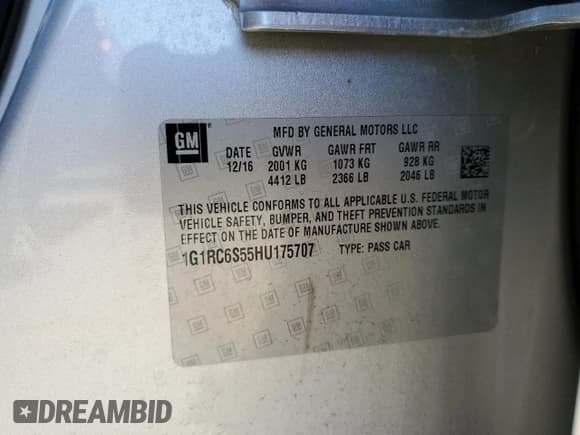 GM ®
MFD BY GENERAL MOTORS LLC
DATE GVWR GAWR FRT GAWR RR
12/16 2001 KG 1073 KG 928 KG
4412 LB 2366 LB 2046 LB
THIS VEHICLE CONFORMS TO ALL APPLICABLE U.S. FEDERAL MOTOR
VEHICLE SAFETY, BUMPER, AND THEFT PREVENTION STANDARDS IN
EFFECT ON THE DATE OF MANUFACTURE SHOWN ABOVE.
1G1RC6S55HU175707 TYPE: PASS CAR
#DREAMBID